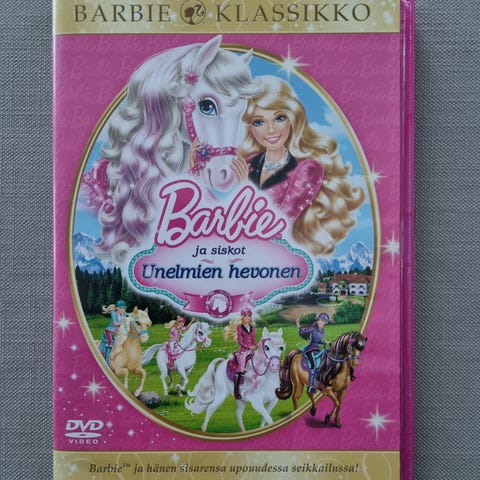 BARBIE KLASSIKKO
Barbie
ja siskot
Unelmien hevonen
DVD
VIDEO
Barbie™ ja hänen sisarensa upouudessa seikkailussa!